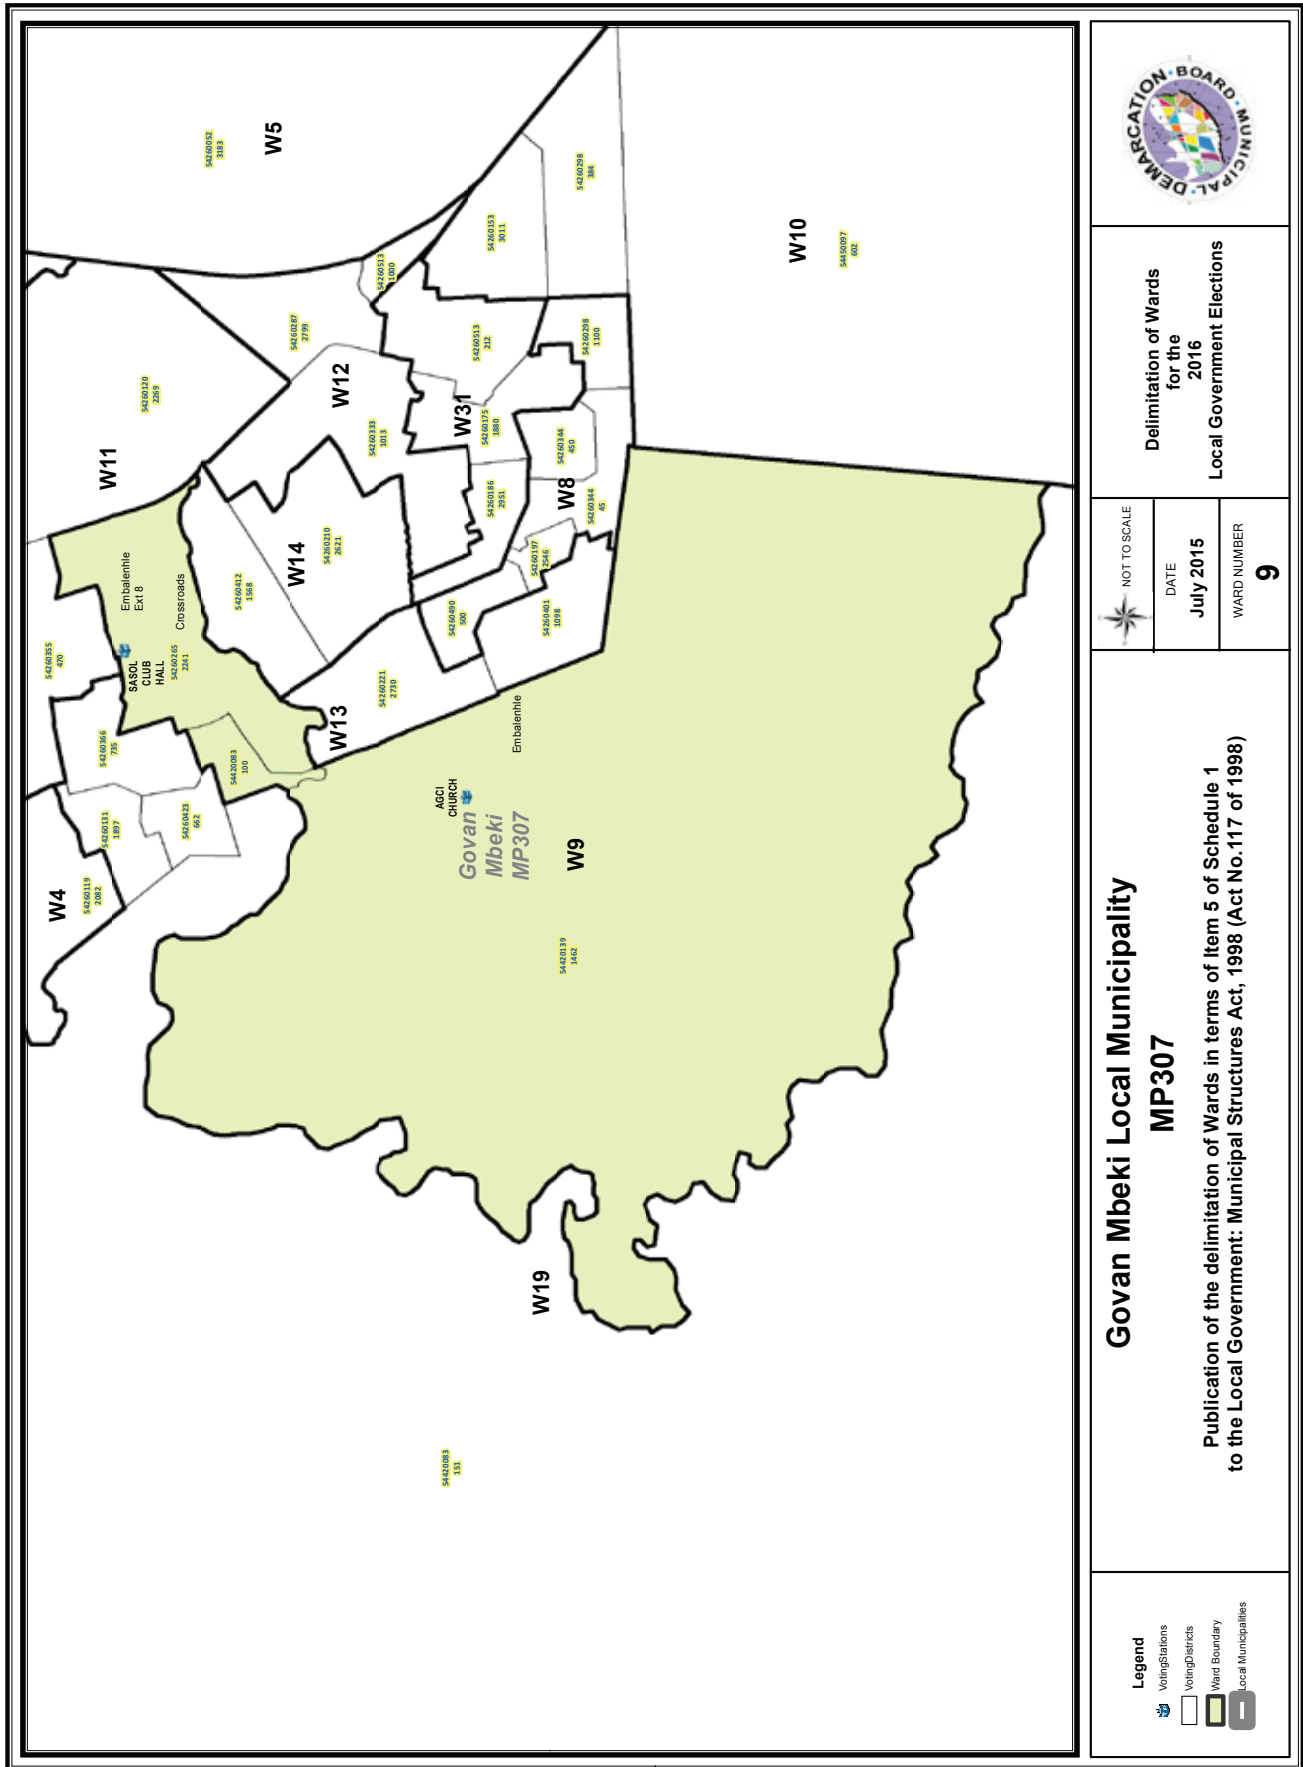 W5
54260052
3183
W11
54260120
2269
54260287
2799
54260513
1000
54260153
3011
54260298
384
W10
54450097
602
W12
54260333
1013
W31
54260513
212
54260175
1880
54260298
1100
54260344
450
W8
54260344
45
54260186
2951
54260197
2546
W14
54260210
2621
54260412
1568
Embalenhle
Ext 8
Crossroads
SASOL
CLUB
HALL
54260265
2241
54260355
470
54260490
500
54260401
1098
W13
54260221
2730
Embalenhle
54260366
735
54420083
100
54260131
1897
54260423
662
W4
54260119
2082
AGCI
CHURCH
Govan
Mbeki
MP307
W9
54420139
1462
W19
54420083
151
Legend
VotingStations
VotingDistricts
Ward Boundary
Local Municipalities
Govan Mbeki Local Municipality
MP307
Publication of the delimitation of Wards in terms of Item 5 of Schedule 1
to the Local Government: Municipal Structures Act, 1998 (Act No.117 of 1998)
NOT TO SCALE
DATE
July 2015
WARD NUMBER
9
Delimitation of Wards
for the
2016
Local Government Elections
MUNICIPAL · DEMARCATION · BOARD ·